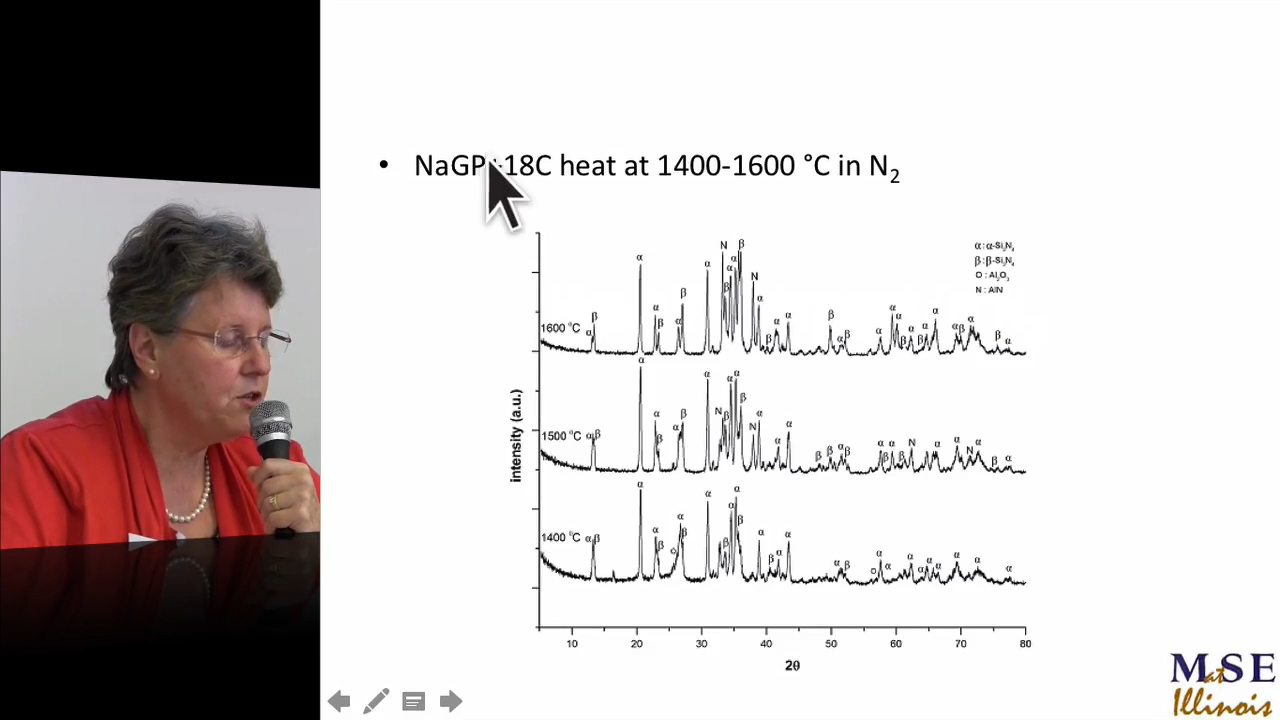 • NaGP+18C heat at 1400-1600 °C in N₂
α : α-Si₃N₄
β : β-Si₃N₄
O : Al₂O₃
N : AlN
1600 °C
1500 °C
1400 °C
intensity (a.u.)
10 20 30 40 50 60 70 80
2θ
MatSE
Illinois